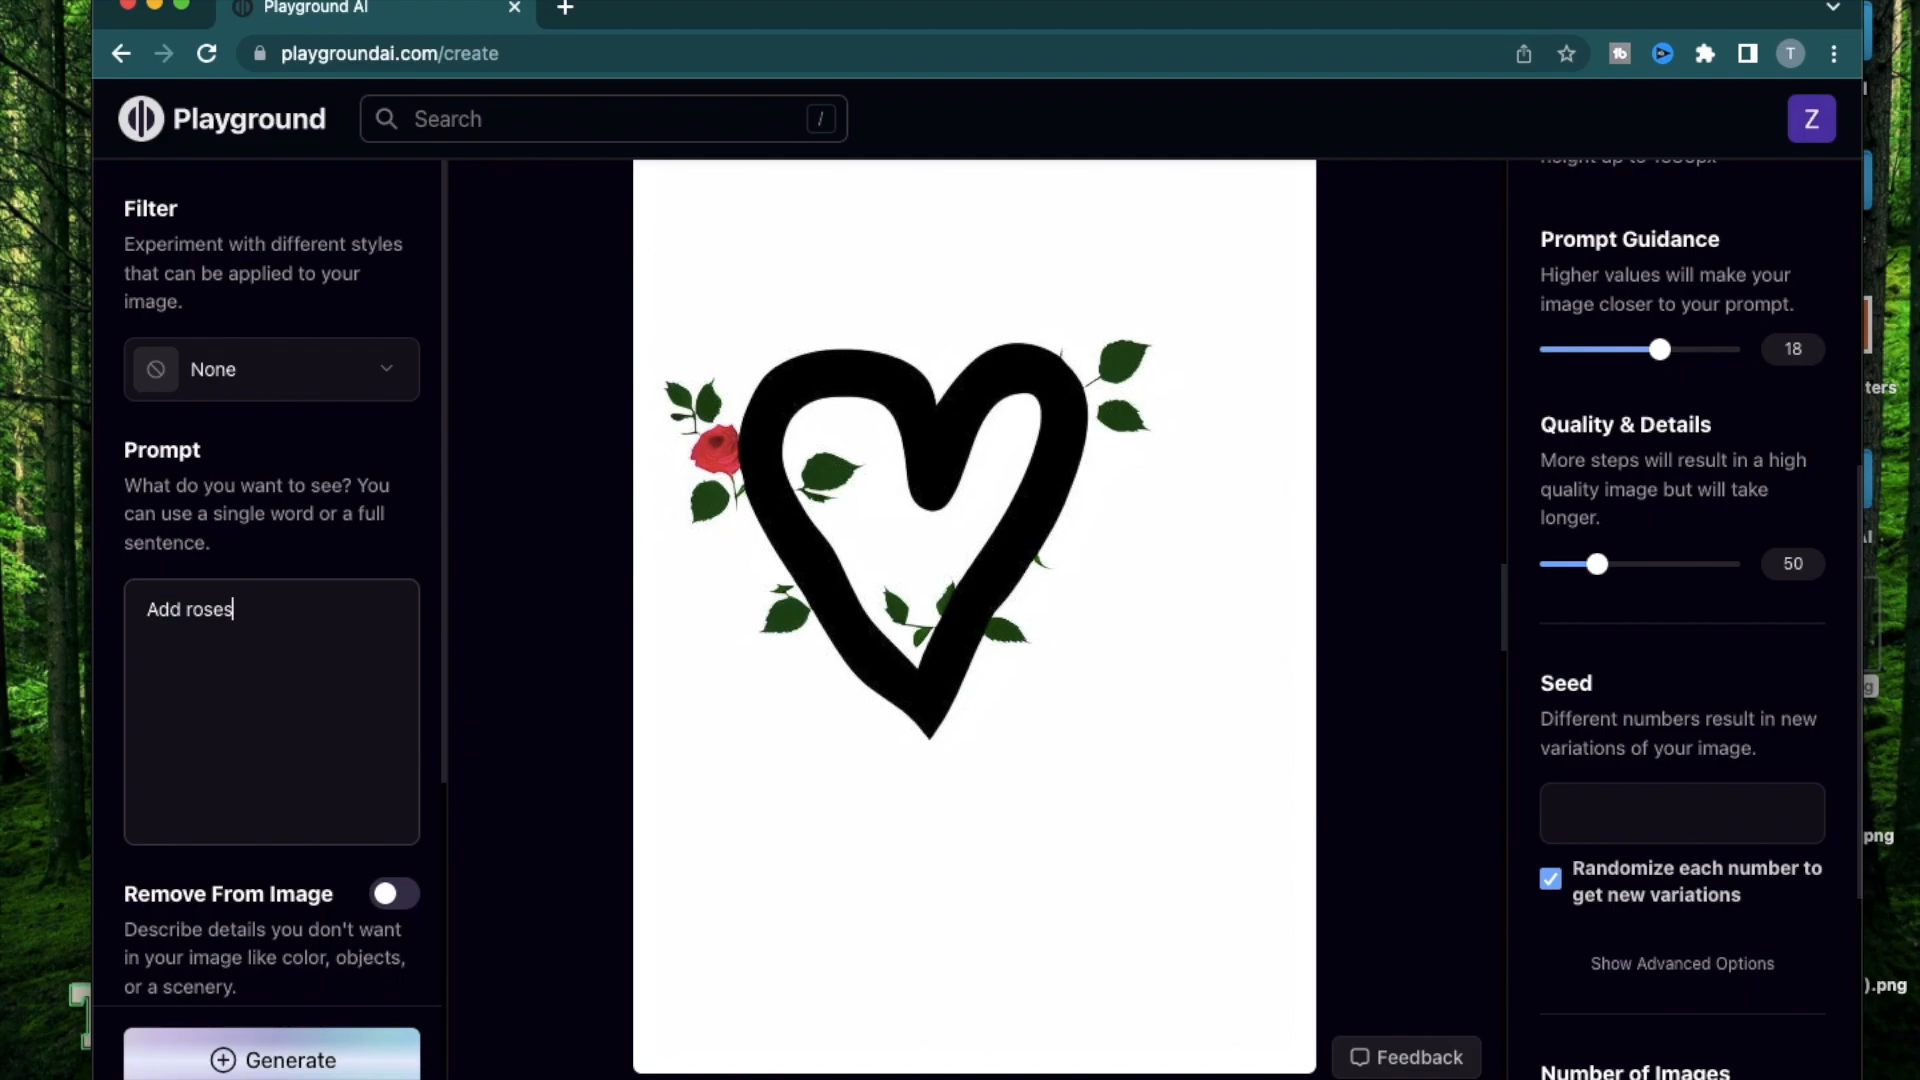 Playground AI
playgroundai.com/create
tb
T
Playground
Search
/
Z
Filter
Experiment with different styles
that can be applied to your
image.
None
Prompt
What do you want to see? You
can use a single word or a full
sentence.
Add roses
Remove From Image
Describe details you don't want
in your image like color, objects,
or a scenery.
Generate
Feedback
Prompt Guidance
Higher values will make your
image closer to your prompt.
18
Quality & Details
More steps will result in a high
quality image but will take
longer.
50
Seed
Different numbers result in new
variations of your image.
Randomize each number to
get new variations
Show Advanced Options
Number of Images
ters
png
).png